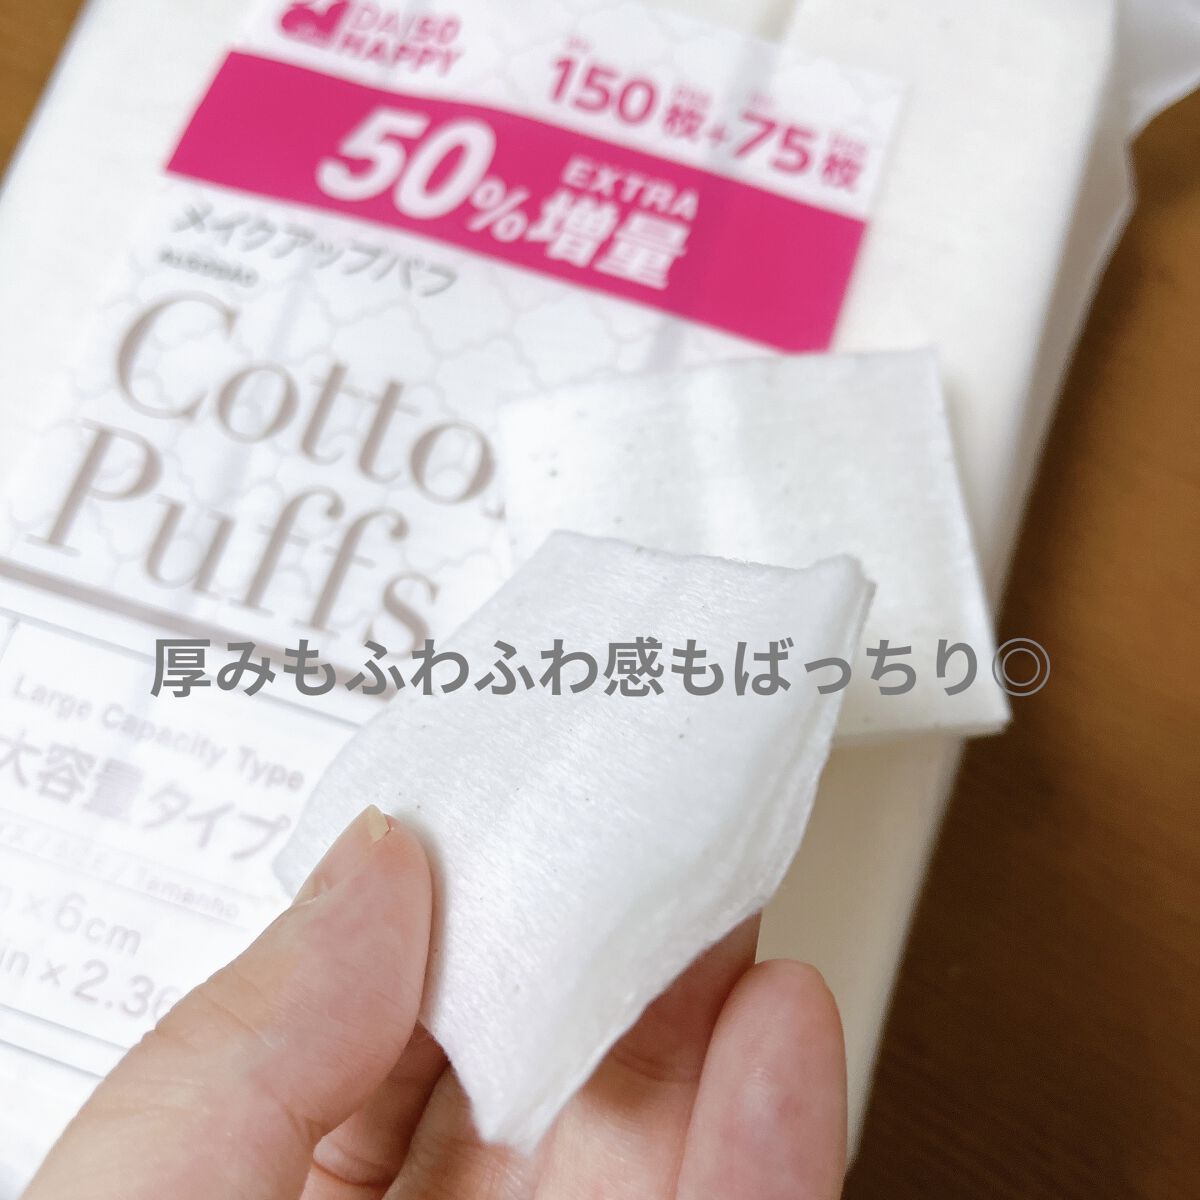 DAISO
HAPPY
150枚+75枚
50%増量
EXTRA
メイクアップパフ
Cotto
Puffs
厚みもふわふわ感もばっちり◎
Large Capacity Type
大容量タイプ
/ Tamanho
× 6cm
in × 2.36